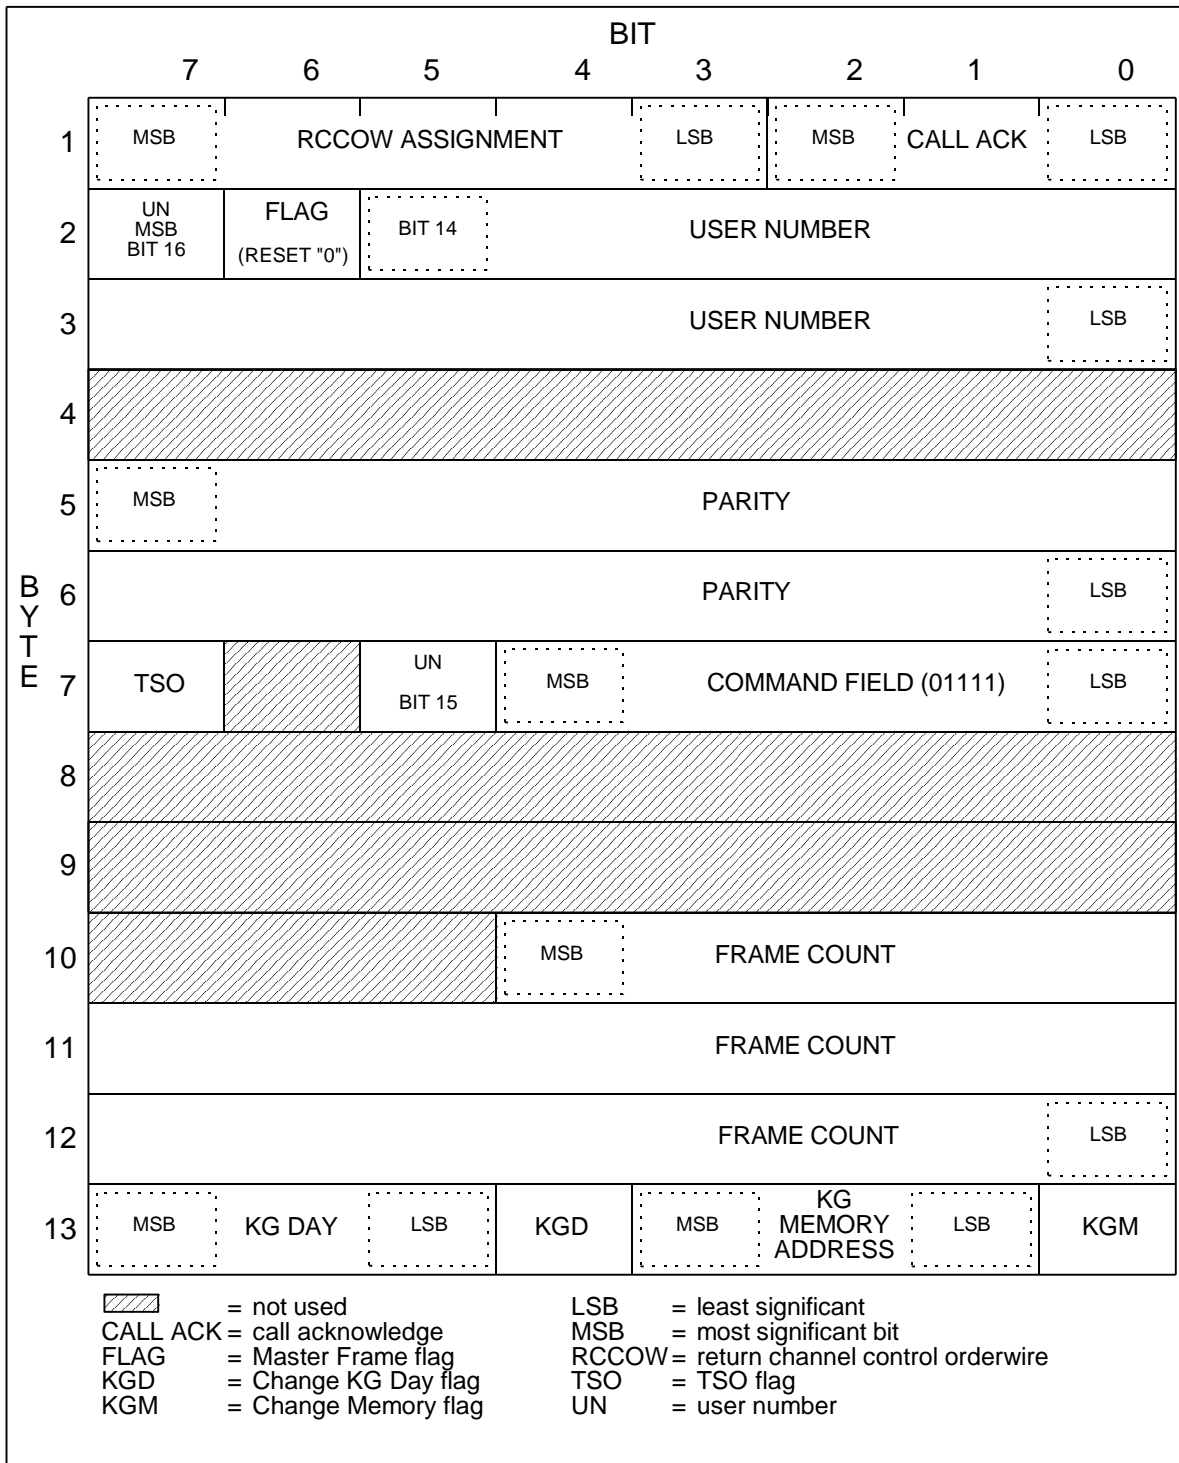 BIT
7 6 5 4 3 2 1 0
1 MSB RCCOW ASSIGNMENT LSB MSB CALL ACK LSB
2 UN MSB BIT 16 FLAG (RESET "0") BIT 14 USER NUMBER
3 USER NUMBER LSB
4
5 MSB PARITY
BYTE
6 PARITY LSB
7 TSO UN BIT 15 MSB COMMAND FIELD (01111) LSB
8
9
10 MSB FRAME COUNT
11 FRAME COUNT
12 FRAME COUNT LSB
13 MSB KG DAY LSB KGD MSB KG MEMORY ADDRESS LSB KGM
= not used
CALL ACK = call acknowledge
FLAG = Master Frame flag
KGD = Change KG Day flag
KGM = Change Memory flag
LSB = least significant
MSB = most significant bit
RCCOW = return channel control orderwire
TSO = TSO flag
UN = user number